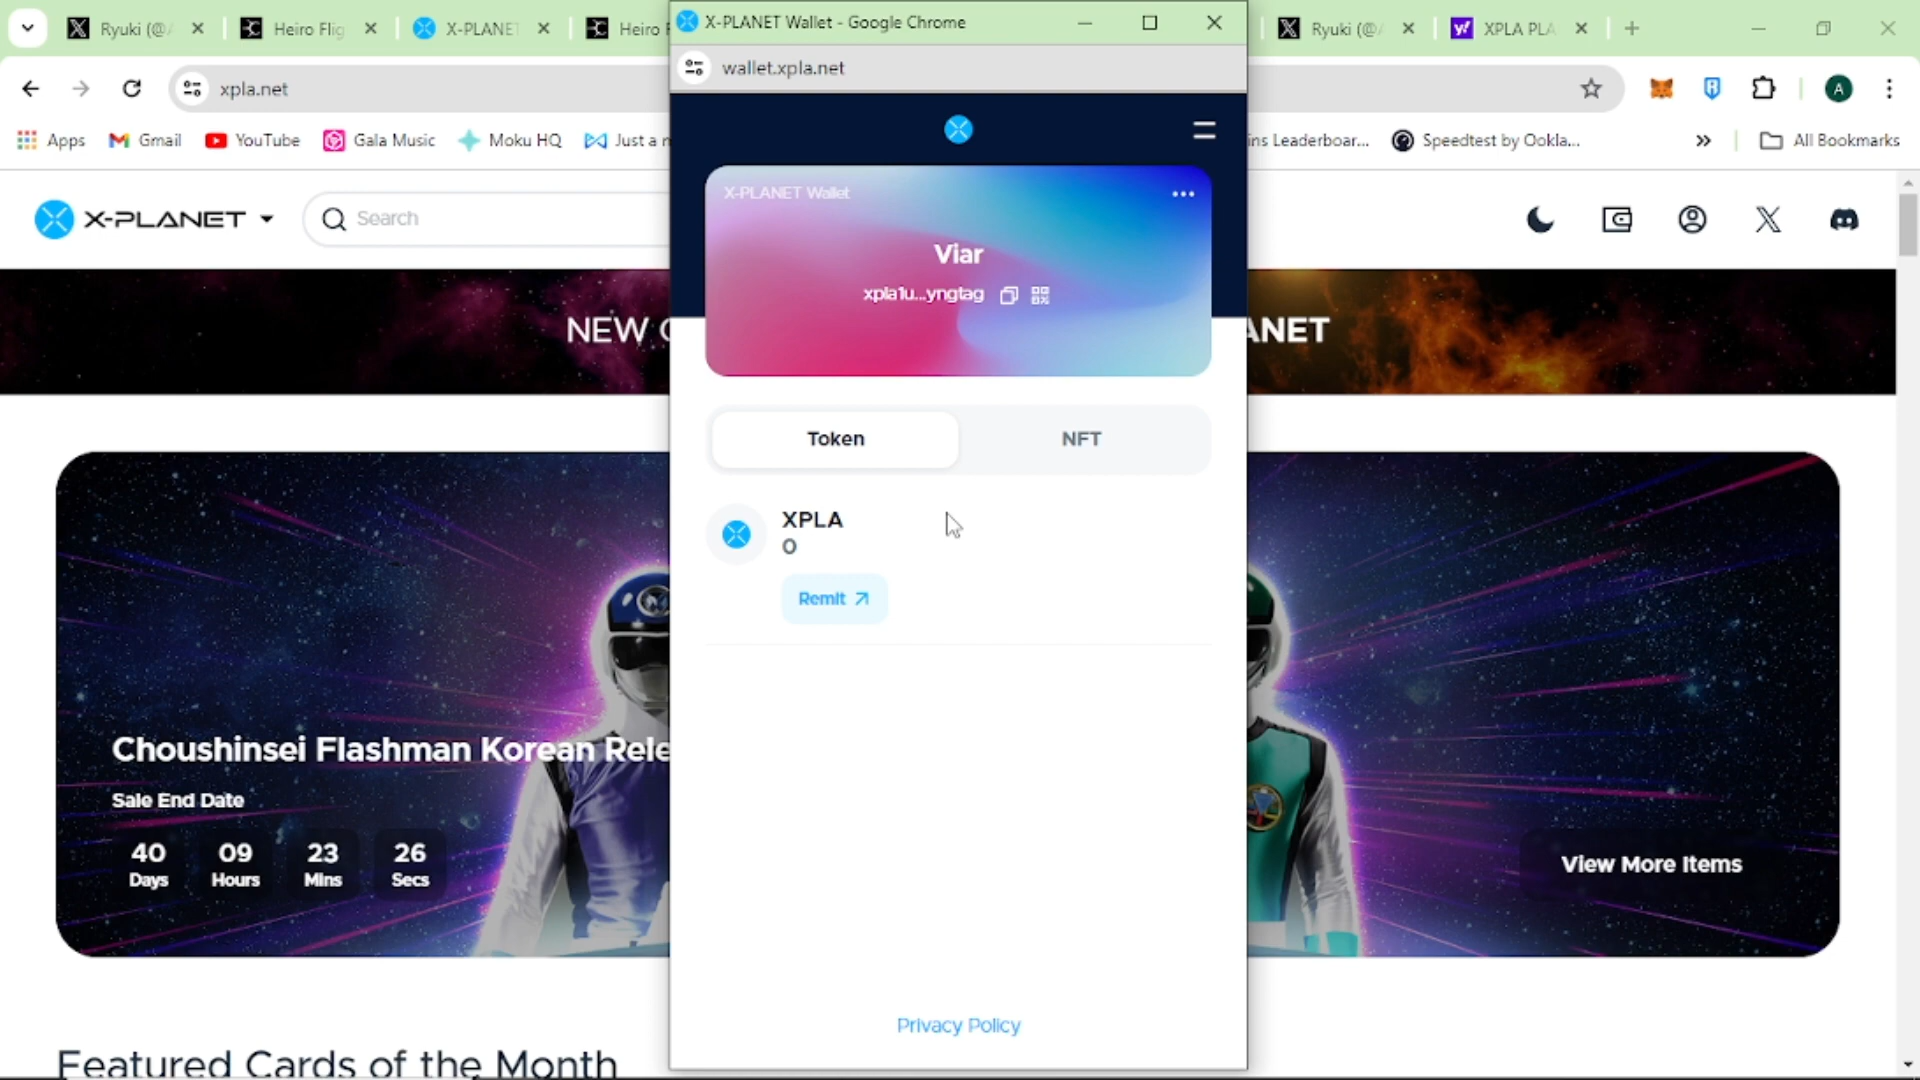 Ryuki (@
Heiro Flig
X-PLANET
Heiro
X-PLANET Wallet - Google Chrome
Ryuki (@
XPLA PLA
xpla.net
wallet.xpla.net
Apps
Gmail
YouTube
Gala Music
Moku HQ
Just a
ins Leaderboar...
Speedtest by Ookla...
All Bookmarks
A
X-PLANET
Search
X-PLANET Wallet
Viar
xpla1u...yngtag
NEW
ANET
Token
NFT
XPLA
0
Remit
Choushinsei Flashman Korean Rele
Sale End Date
40 09 23 26
Days Hours Mins Secs
View More Items
Privacy Policy
Featured Cards of the Month